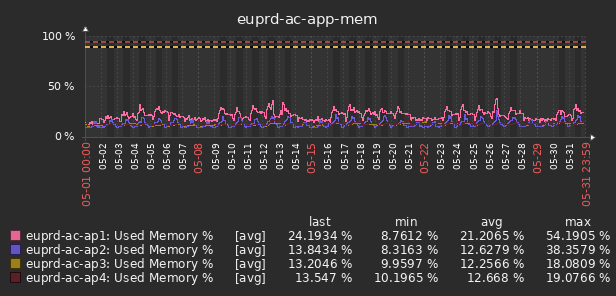 euprd-ac-app-mem
100 %
50 %
0 %
05-01 00:00 05-02 05-03 05-04 05-05 05-06 05-07 05-08 05-09 05-10 05-11 05-12 05-13 05-14 05-15 05-16 05-17 05-18 05-19 05-20 05-21 05-22 05-23 05-24 05-25 05-26 05-27 05-28 05-29 05-30 05-31 05-31 23:59
last min avg max
euprd-ac-ap1: Used Memory % [avg] 24.1934 % 8.7612 % 21.2065 % 54.1905 %
euprd-ac-ap2: Used Memory % [avg] 13.8434 % 8.3163 % 12.6279 % 38.3579 %
euprd-ac-ap3: Used Memory % [avg] 13.2046 % 9.9597 % 12.2566 % 18.0809 %
euprd-ac-ap4: Used Memory % [avg] 13.547 % 10.1965 % 12.668 % 19.0766 %